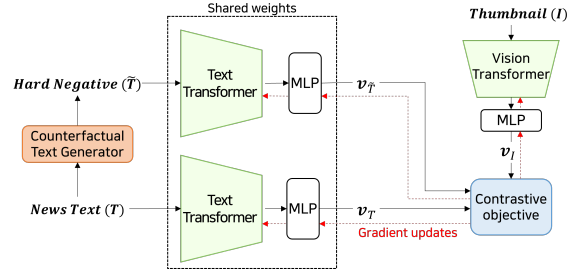 Shared weights
Thumbnail (I)
Hard Negative (T̃)
Text
Transformer
MLP
v_T̃
Vision
Transformer
MLP
v_I
Counterfactual
Text Generator
News Text (T)
Text
Transformer
MLP
v_T
Contrastive
objective
Gradient updates